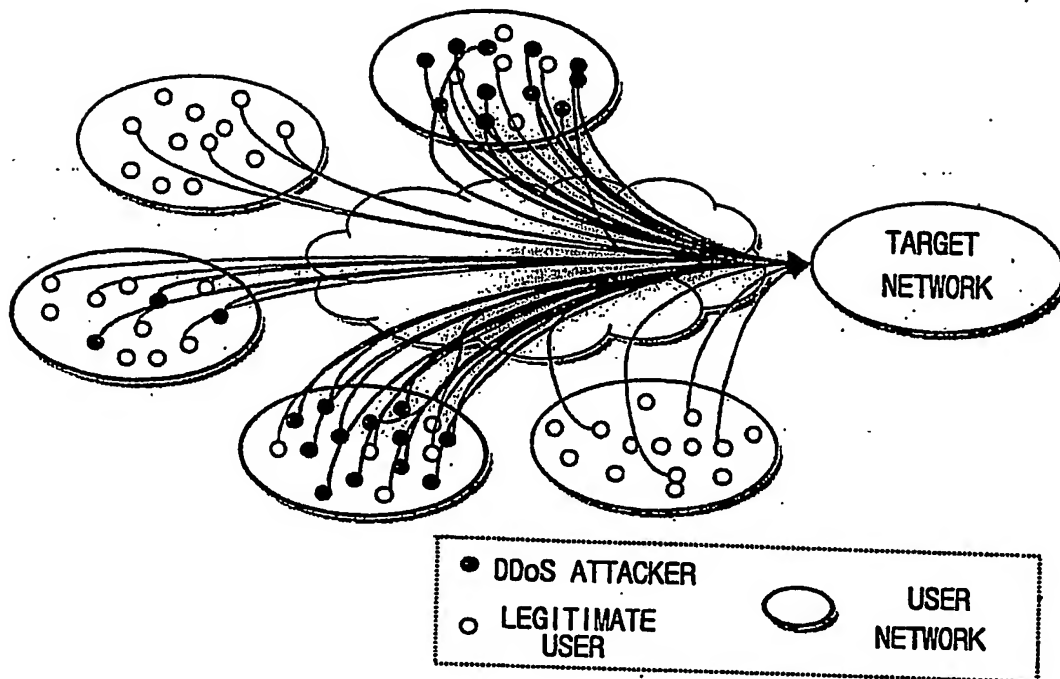 TARGET
NETWORK
DDoS ATTACKER
LEGITIMATE
USER
USER
NETWORK